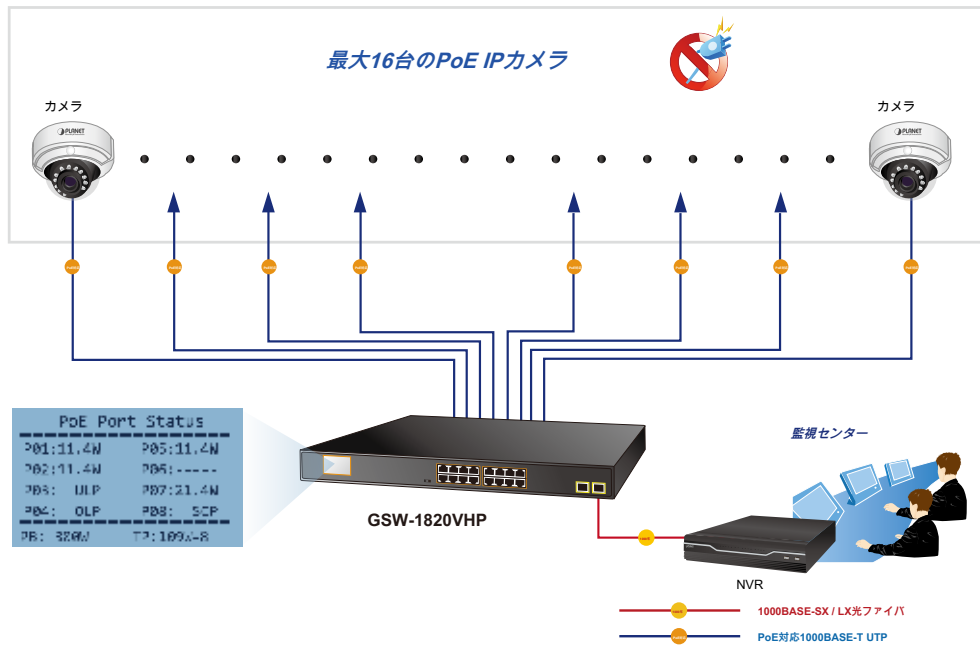 最大16台のPoE IPカメラ
カメラ
カメラ
PLANET
PLANET
PoE Port Status
P01:11.4W P05:11.4W
P02:11.4W P06:-----
P03: ULP P07:21.4W
P04: OLP P08: SCP
PB: 300W
監視センター
GSW-1820VHP
NVR
1000BASE-SX / LX光ファイバ
PoE対応1000BASE-T UTP